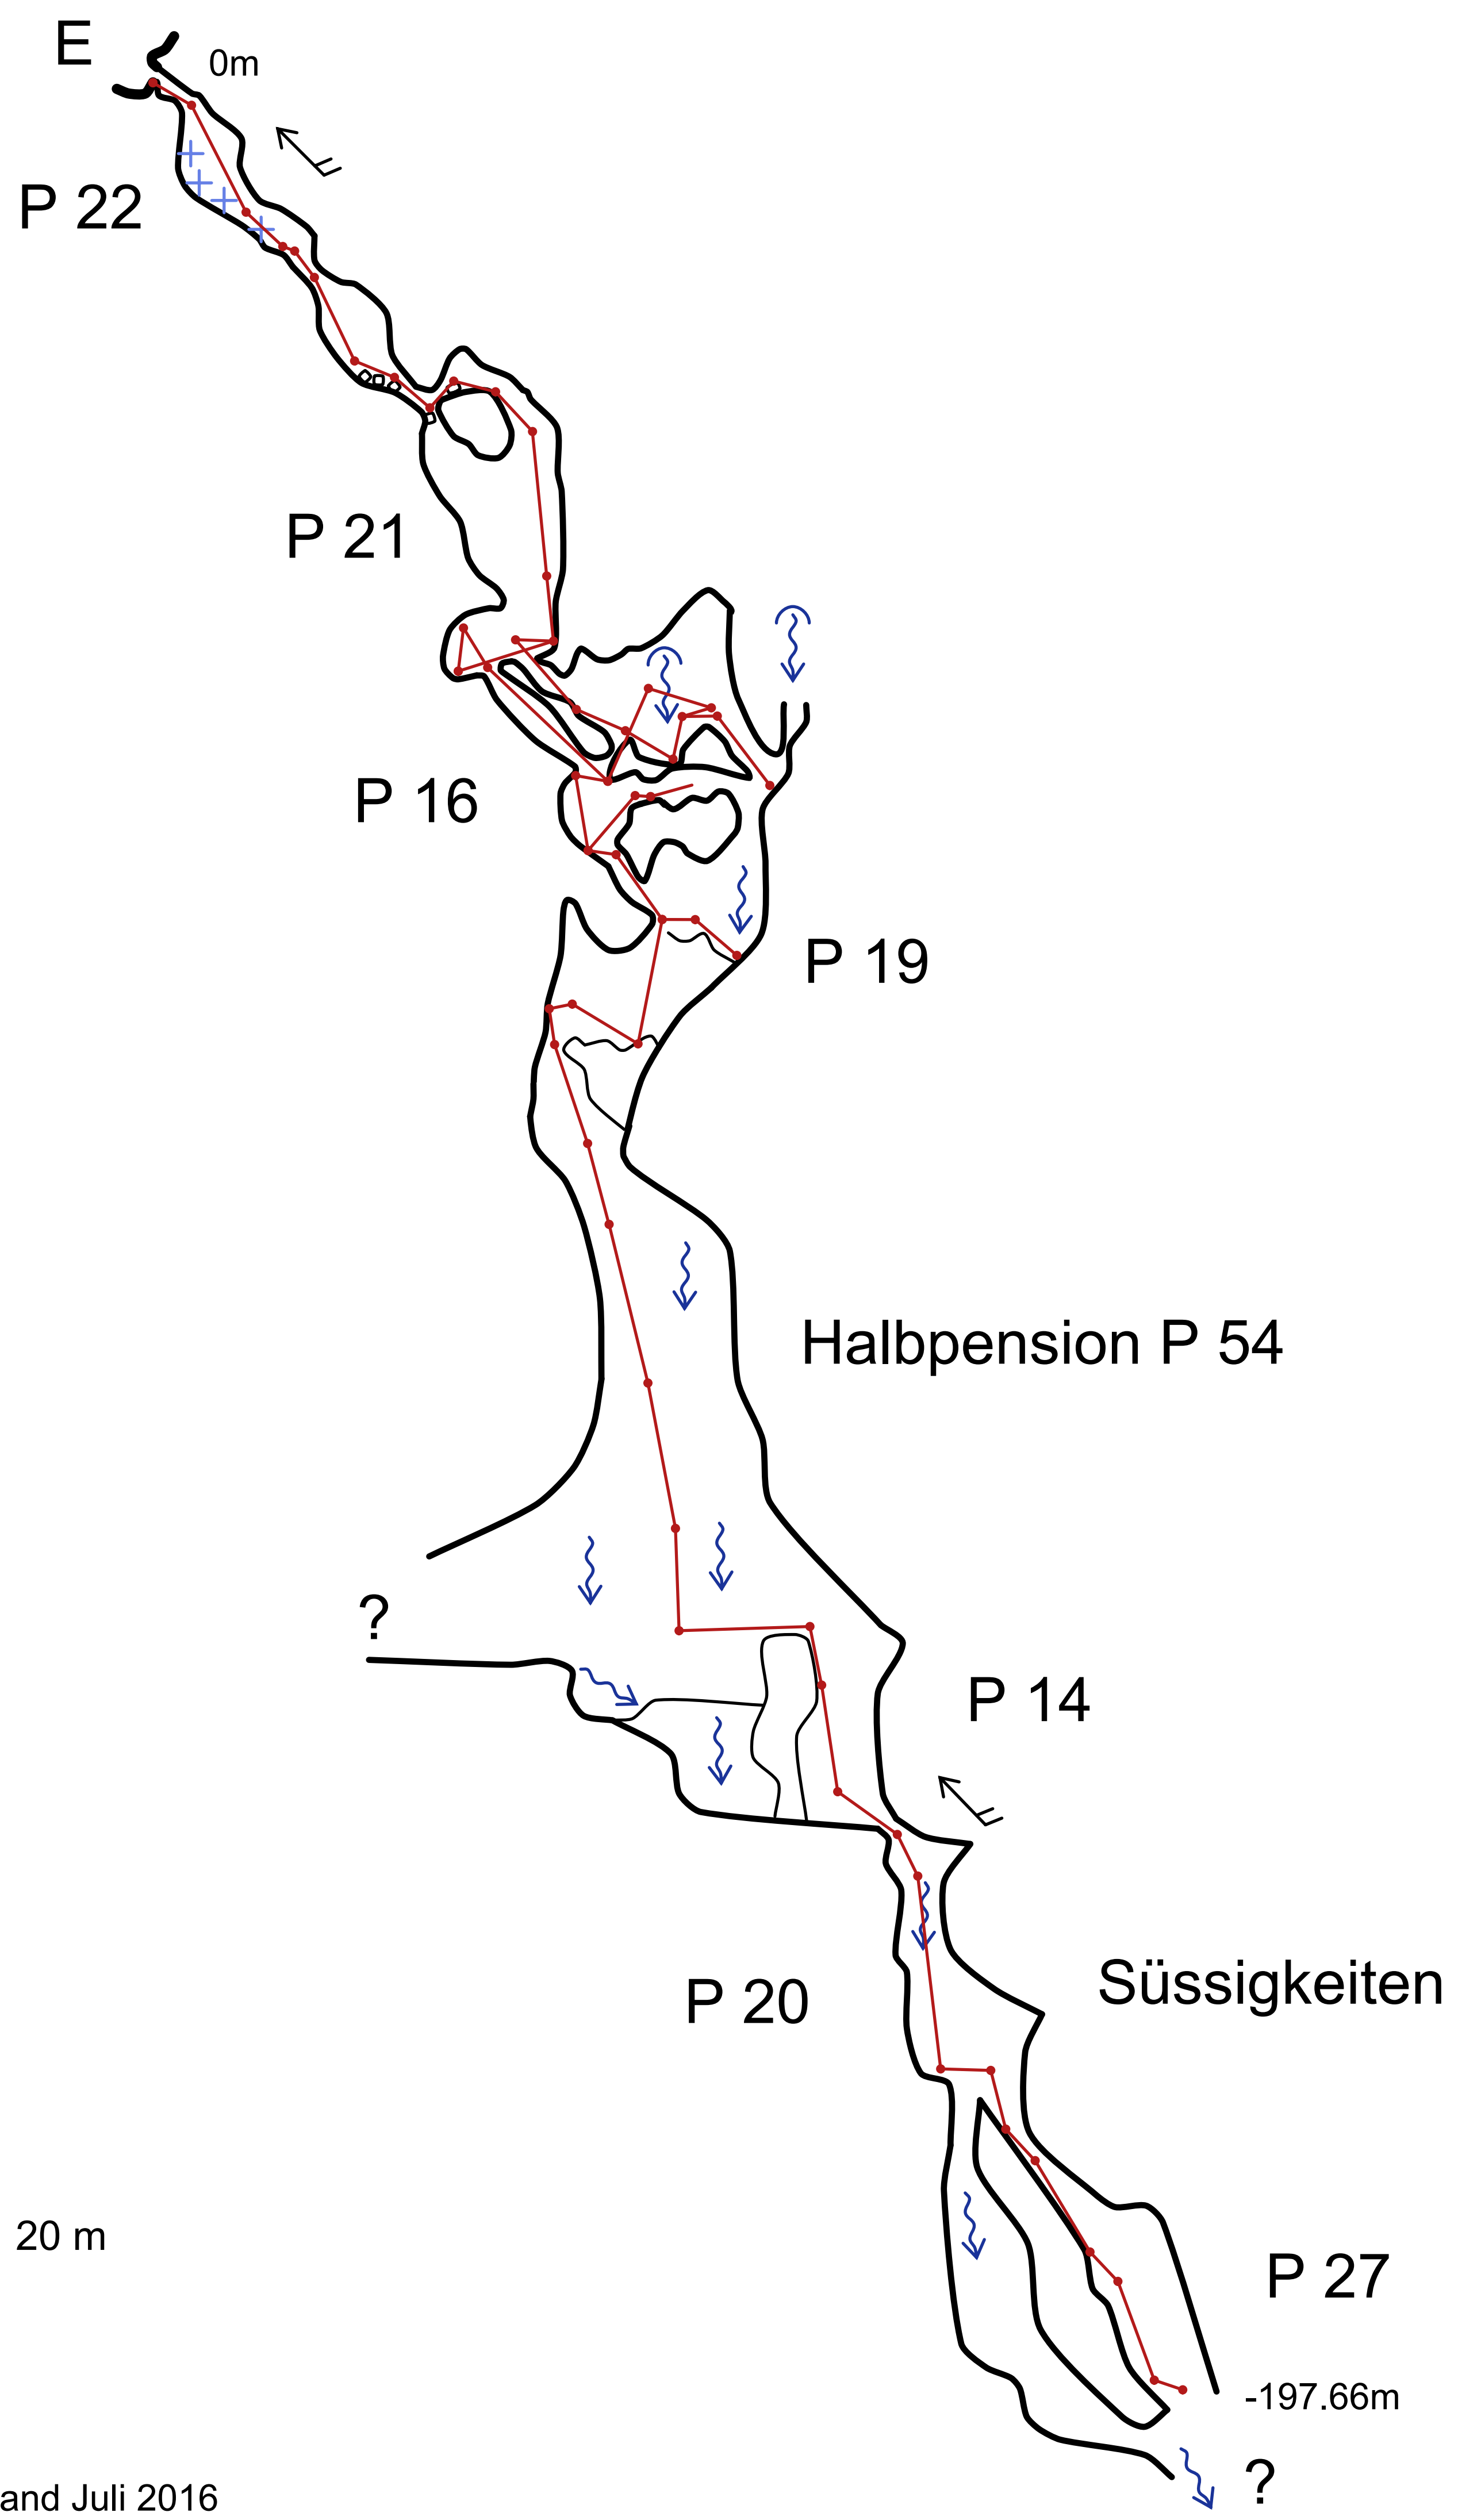 E
0m
P 22
P 21
P 16
P 19
Halbpension P 54
?
P 14
Süssigkeiten
P 20
20 m
P 27
-197.66m
?
and Juli 2016